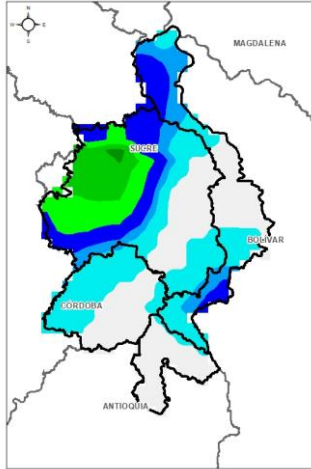 N
W E
S
MAGDALENA
SUCRE
BOLIVAR
CORDOBA
ANTIOQUIA